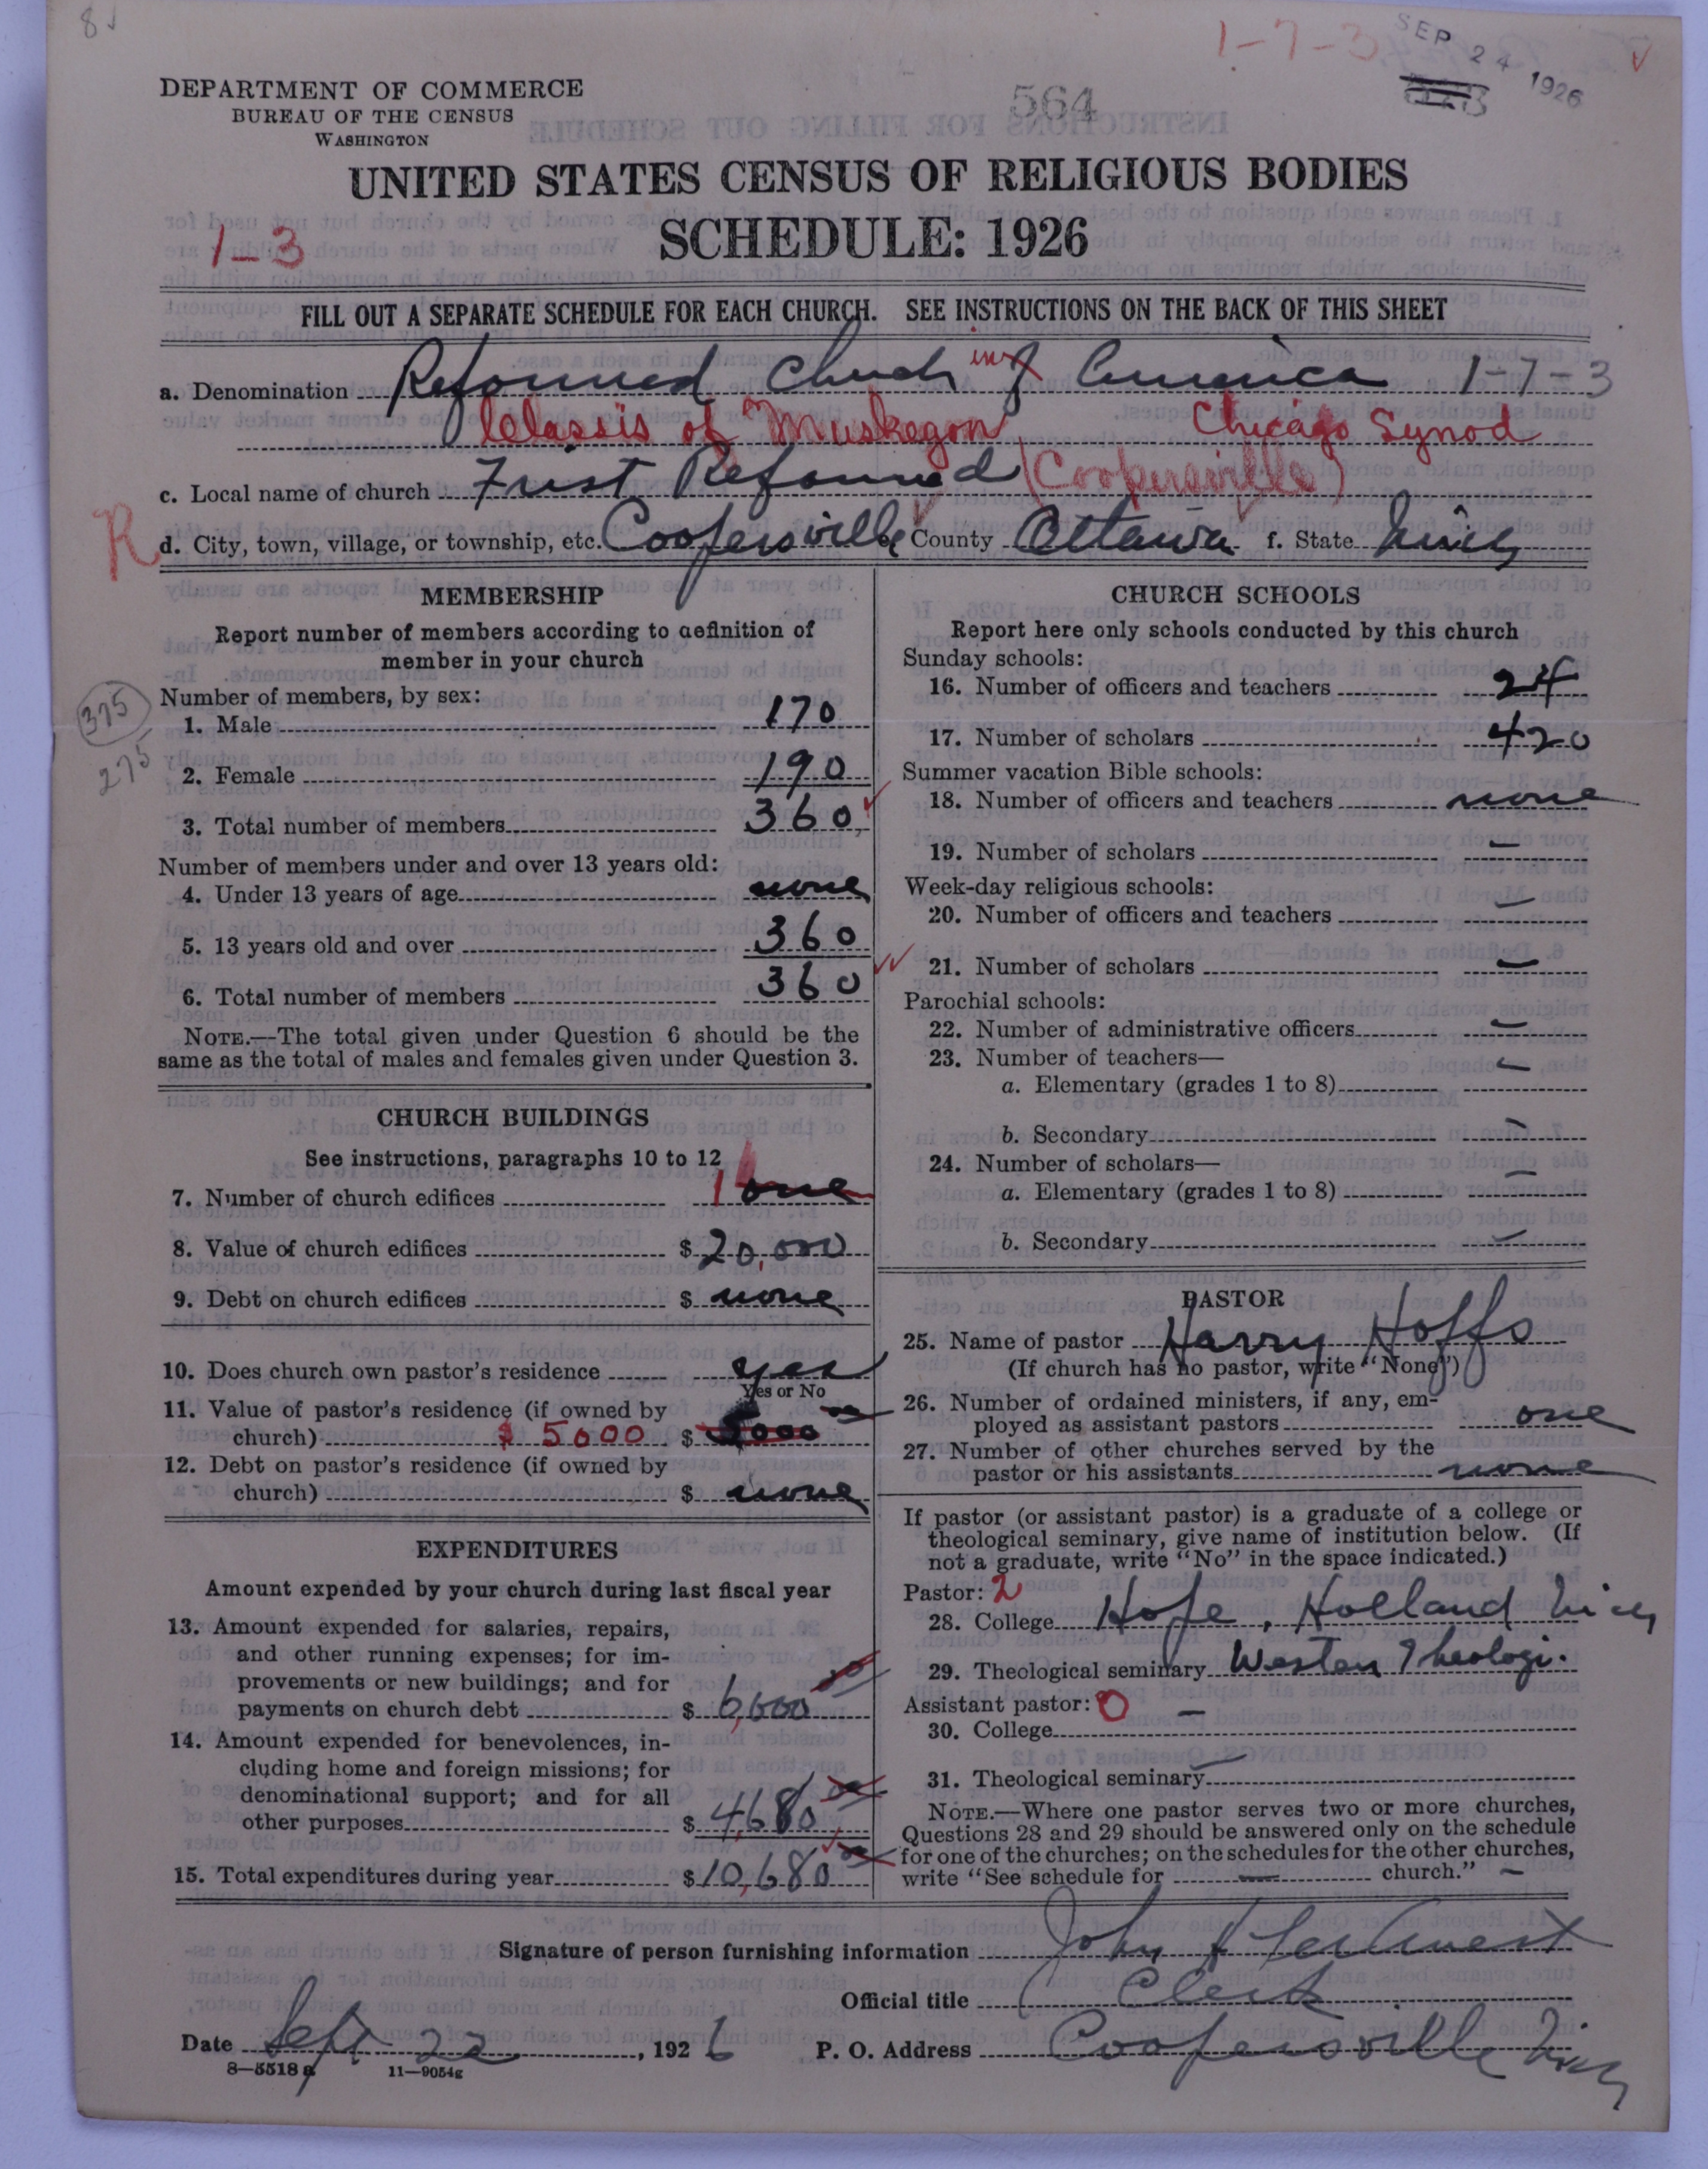 8
1-7-3
SEP 24 1926
DEPARTMENT OF COMMERCE
BUREAU OF THE CENSUS
WASHINGTON
564
UNITED STATES CENSUS OF RELIGIOUS BODIES
SCHEDULE: 1926
1-3
FILL OUT A SEPARATE SCHEDULE FOR EACH CHURCH. SEE INSTRUCTIONS ON THE BACK OF THIS SHEET
a. Denomination Reformed Church in of America 1-7-3
Classis of Muskegon Chicago Synod
c. Local name of church First Reformed (Coopersville)
R
d. City, town, village, or township, etc. Coopersville County Ottawa f. State Mich
MEMBERSHIP
Report number of members according to definition of
member in your church
375
275
Number of members, by sex:
1. Male 170
2. Female 190
3. Total number of members 360
Number of members under and over 13 years old:
4. Under 13 years of age none
5. 13 years old and over 360
6. Total number of members 360
NOTE.—The total given under Question 6 should be the
same as the total of males and females given under Question 3.
CHURCH BUILDINGS
See instructions, paragraphs 10 to 12
7. Number of church edifices 1 one
8. Value of church edifices $ 20,000
9. Debt on church edifices $ none
10. Does church own pastor's residence yes
Yes or No
11. Value of pastor's residence (if owned by
church) $ 5000 $ 5000
12. Debt on pastor's residence (if owned by
church) $ none
EXPENDITURES
Amount expended by your church during last fiscal year
13. Amount expended for salaries, repairs,
and other running expenses; for im-
provements or new buildings; and for
payments on church debt $ 6,000
14. Amount expended for benevolences, in-
cluding home and foreign missions; for
denominational support; and for all
other purposes $ 4,680
15. Total expenditures during year $ 10,680
CHURCH SCHOOLS
Report here only schools conducted by this church
Sunday schools:
16. Number of officers and teachers 24
17. Number of scholars 420
Summer vacation Bible schools:
18. Number of officers and teachers none
19. Number of scholars —
Week-day religious schools:
20. Number of officers and teachers —
21. Number of scholars —
Parochial schools:
22. Number of administrative officers —
23. Number of teachers—
a. Elementary (grades 1 to 8) —
b. Secondary —
24. Number of scholars—
a. Elementary (grades 1 to 8) —
b. Secondary —
PASTOR
25. Name of pastor Harry Hoffs
(If church has no pastor, write "None")
26. Number of ordained ministers, if any, em-
ployed as assistant pastors one
27. Number of other churches served by the
pastor or his assistants none
If pastor (or assistant pastor) is a graduate of a college or
theological seminary, give name of institution below. (If
not a graduate, write "No" in the space indicated.)
Pastor: 2
28. College Hope, Holland Mich
29. Theological seminary Western Theologi.
Assistant pastor: 0
30. College —
31. Theological seminary —
NOTE.—Where one pastor serves two or more churches,
Questions 28 and 29 should be answered only on the schedule
for one of the churches; on the schedules for the other churches,
write "See schedule for — church." —
Signature of person furnishing information John
Official title Clerk
Date Sept 22, 1926 P. O. Address Coopersville Mich
8-5518 a 11-9054g